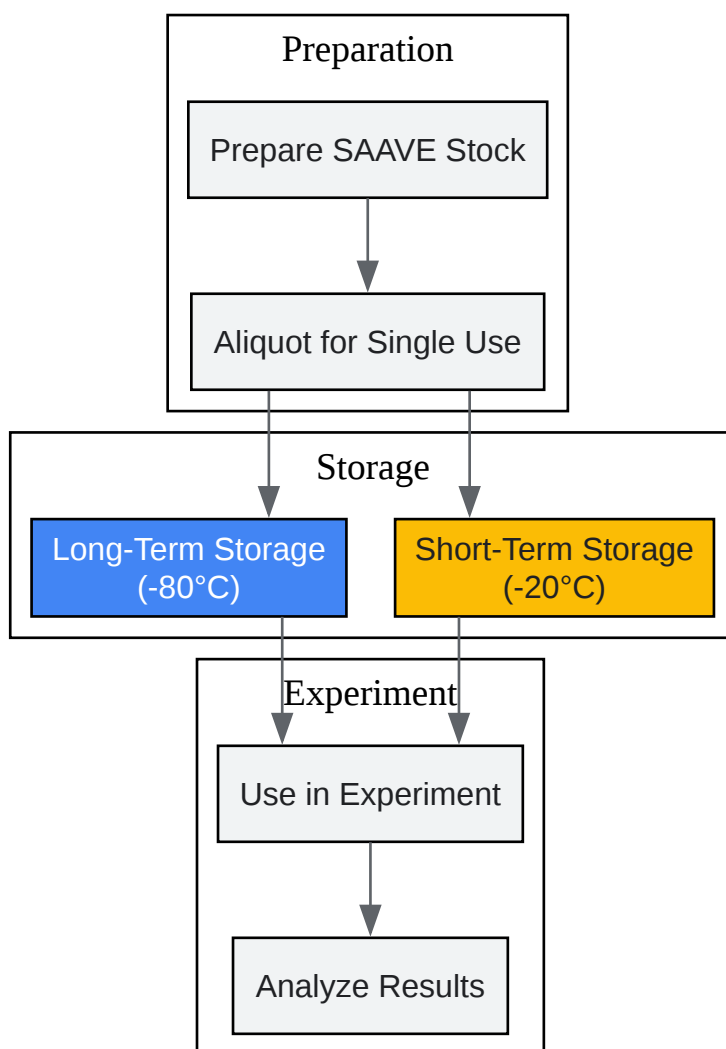 Preparation
Prepare SAAVE Stock
Aliquot for Single Use
Storage
Long-Term Storage
(-80°C)
Short-Term Storage
(-20°C)
Experiment
Use in Experiment
Analyze Results